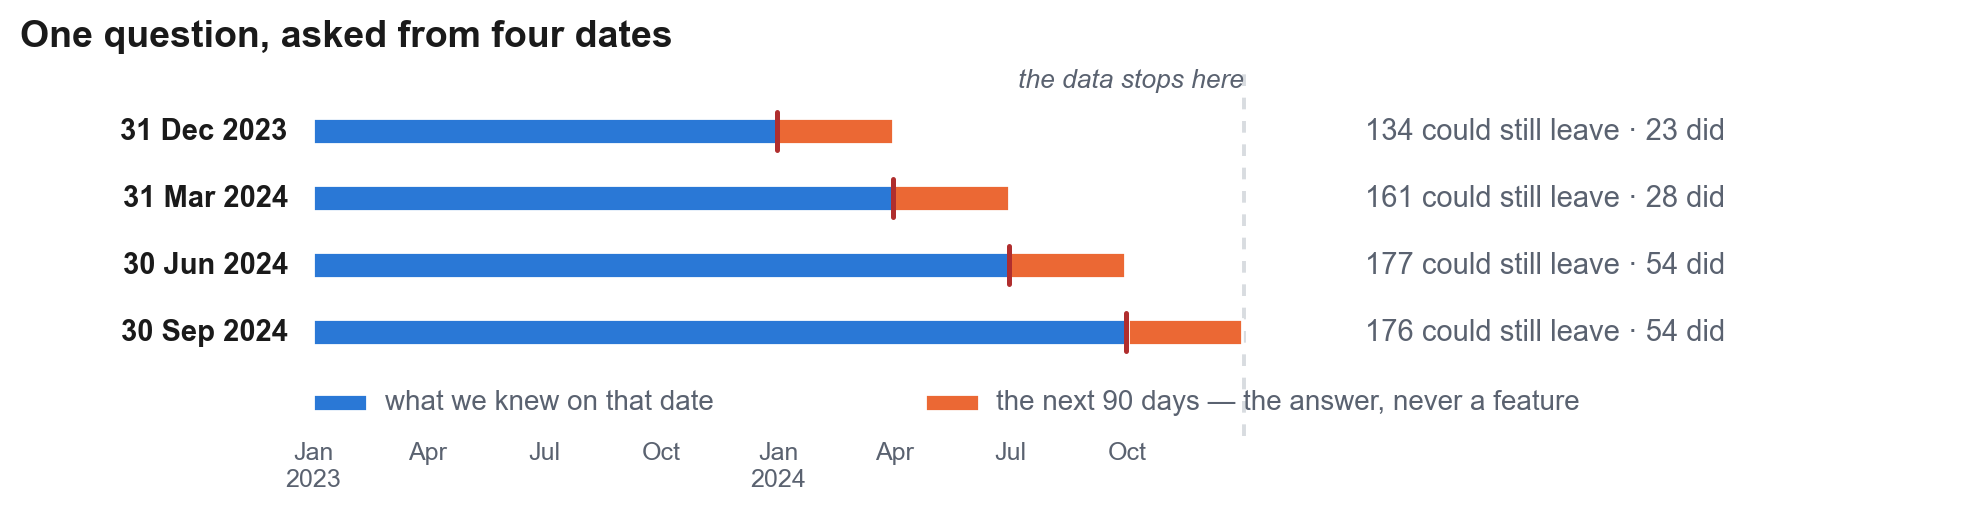 One question, asked from four dates
the data stops here
31 Dec 2023 134 could still leave · 23 did
31 Mar 2024 161 could still leave · 28 did
30 Jun 2024 177 could still leave · 54 did
30 Sep 2024 176 could still leave · 54 did
what we knew on that date the next 90 days — the answer, never a feature
Jan Apr Jul Oct Jan Apr Jul Oct
2023 2024